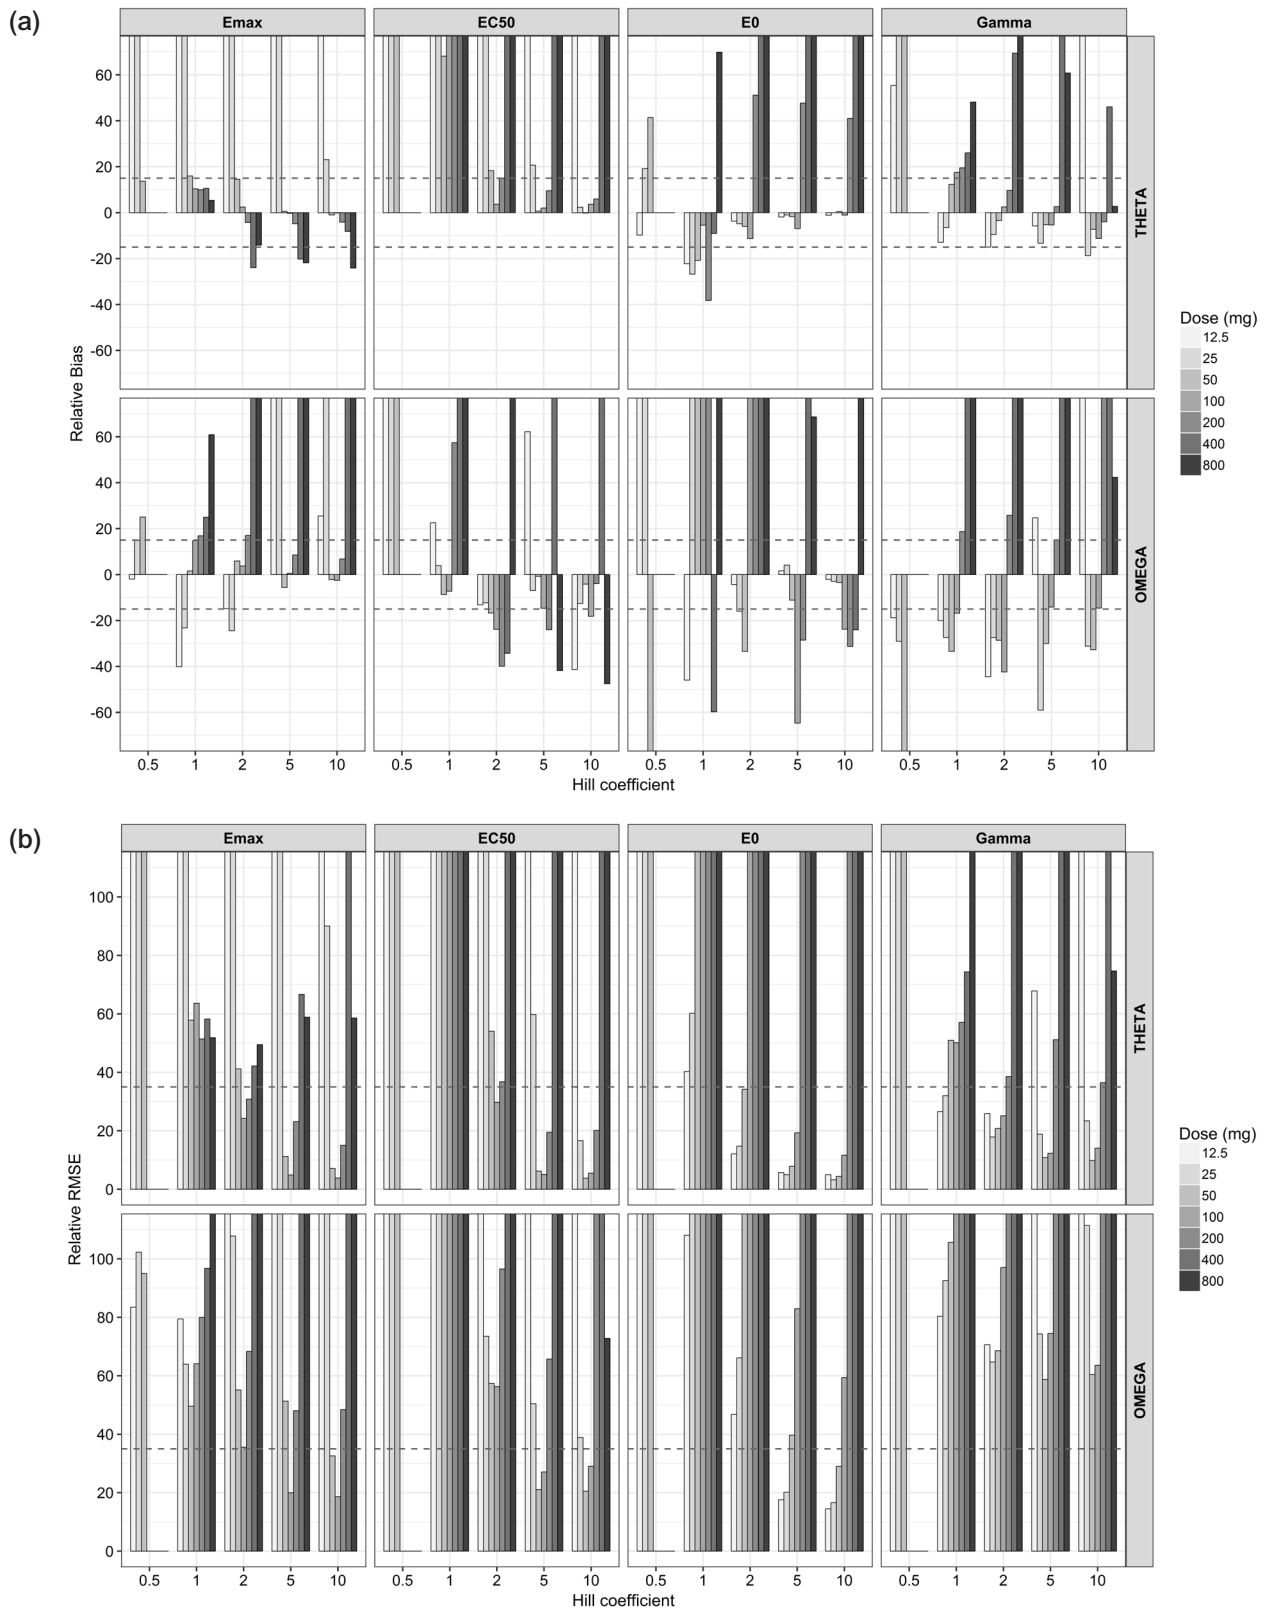 (a)
Emax EC50 E0 Gamma
60
40
20
0
-20
-40
-60
THETA
60
40
20
0
-20
-40
-60
OMEGA
Relative Bias
0.5 1 2 5 10 0.5 1 2 5 10 0.5 1 2 5 10 0.5 1 2 5 10
Hill coefficient
Dose (mg)
12.5
25
50
100
200
400
800
(b)
Emax EC50 E0 Gamma
100
80
60
40
20
0
THETA
100
80
60
40
20
0
OMEGA
Relative RMSE
0.5 1 2 5 10 0.5 1 2 5 10 0.5 1 2 5 10 0.5 1 2 5 10
Hill coefficient
Dose (mg)
12.5
25
50
100
200
400
800